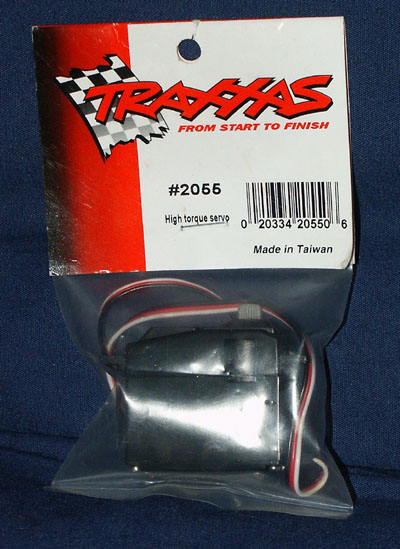 TRAXXAS
FROM START TO FINISH
#2055
High torque servo
0 20334 20550 6
Made in Taiwan